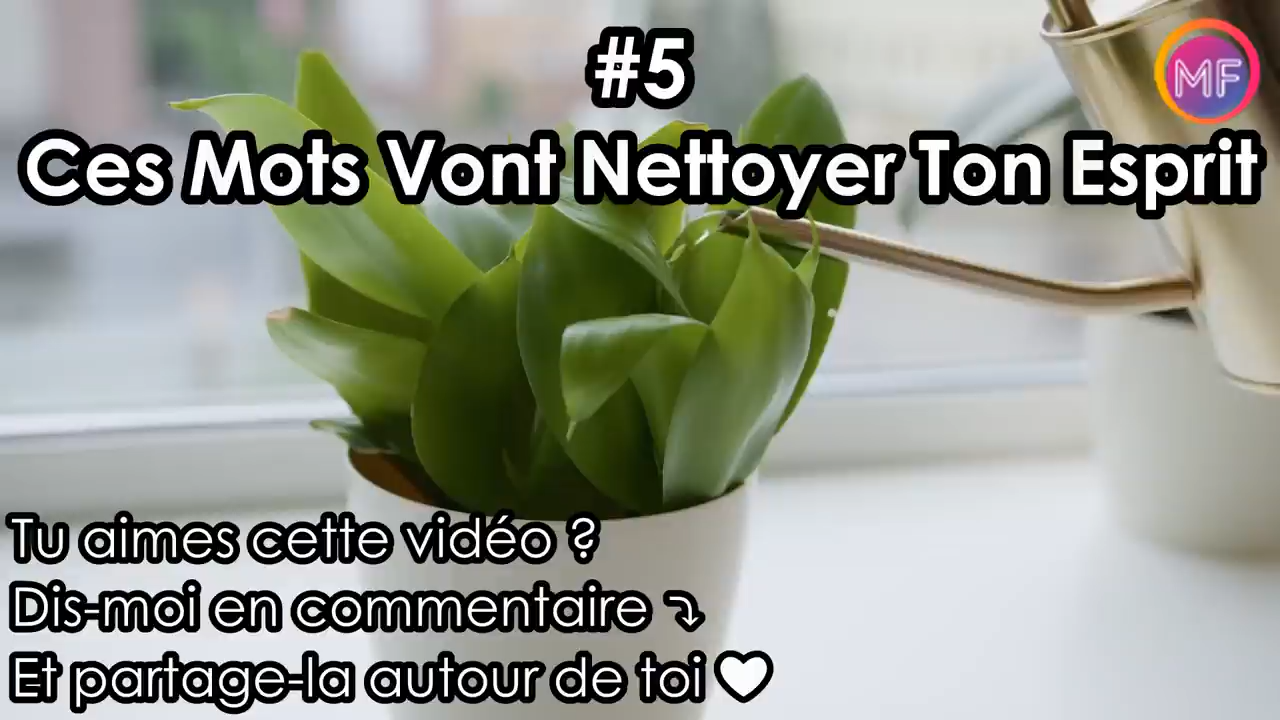 #5
MF
Ces Mots Vont Nettoyer Ton Esprit
Tu aimes cette vidéo ?
Dis-moi en commentaire ⤵
Et partage-la autour de toi ♥